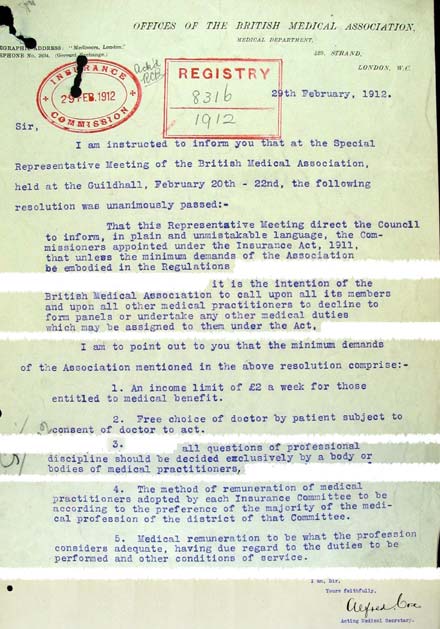 OFFICES OF THE BRITISH MEDICAL ASSOCIATION,
MEDICAL DEPARTMENT,
EGRAPHIC ADDRESS: "Medisecra, London."
EPHONE No. 2634, (Gerrard Exchange.)
429, STRAND,
LONDON, W.C.
INSURANCE
29 FEB. 1912
COMMISSION
REGISTRY
8316
1912
29th February, 1912.
Sir,
I am instructed to inform you that at the Special
Representative Meeting of the British Medical Association,
held at the Guildhall, February 20th - 22nd, the following
resolution was unanimously passed:-
That this Representative Meeting direct the Council
to inform, in plain and unmistakable language, the Com-
missioners appointed under the Insurance Act, 1911,
that unless the minimum demands of the Association
be embodied in the Regulations
it is the intention of the
British Medical Association to call upon all its members
and upon all other medical practitioners to decline to
form panels or undertake any other medical duties
which may be assigned to them under the Act,
I am to point out to you that the minimum demands
of the Association mentioned in the above resolution comprise:-
1. An income limit of £2 a week for those
entitled to medical benefit.
2. Free choice of doctor by patient subject to
consent of doctor to act.
3. all questions of professional
discipline should be decided exclusively by a body or
bodies of medical practitioners,
4. The method of remuneration of medical
practitioners adopted by each Insurance Committee to be
according to the preference of the majority of the medi-
cal profession of the district of that Committee.
5. Medical remuneration to be what the profession
considers adequate, having due regard to the duties to be
performed and other conditions of service.
I am, Sir,
Yours faithfully,
Alfred Cox
Acting Medical Secretary.